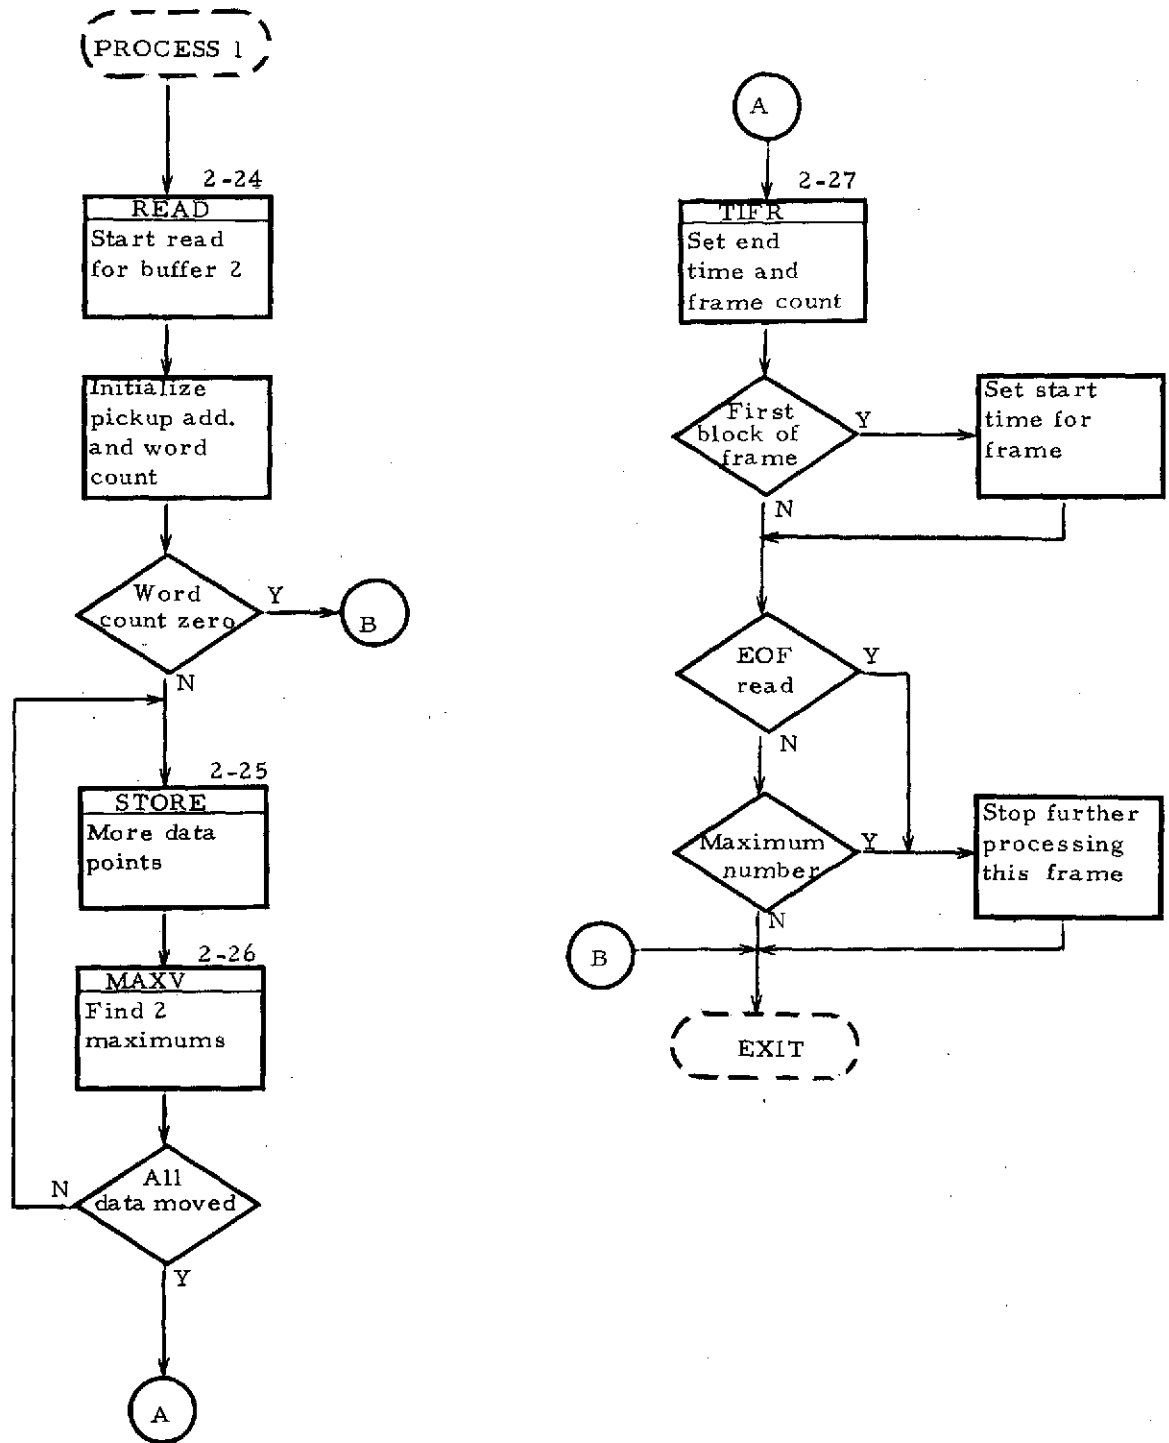 PROCESS 1
2-24
READ
Start read
for buffer 2
Initialize
pickup add.
and word
count
Word
count zero
Y
B
N
2-25
STORE
More data
points
2-26
MAXV
Find 2
maximums
All
data moved
N
Y
A
A
2-27
TIFR
Set end
time and
frame count
First
block of
frame
Y
Set start
time for
frame
N
EOF
read
Y
N
Maximum
number
Y
Stop further
processing
this frame
N
B
EXIT